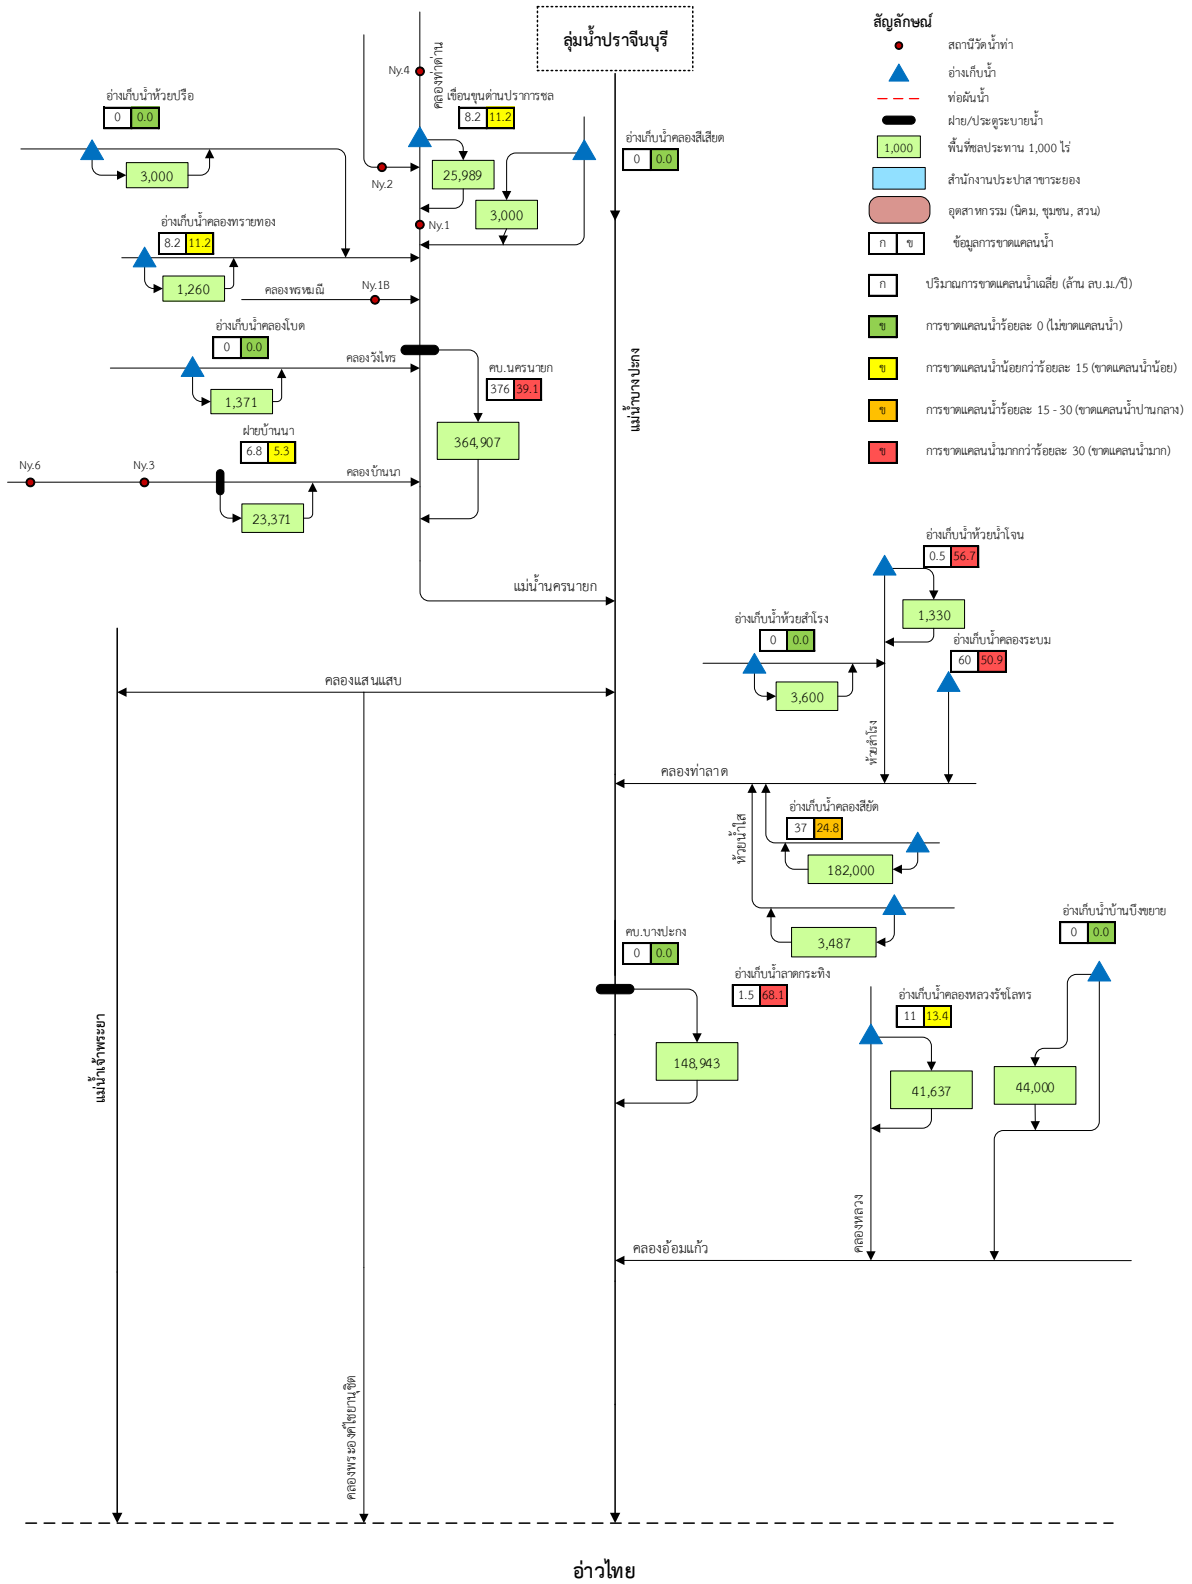 ลุ่มน้ำปราจีนบุรี
สัญลักษณ์
สถานีวัดน้ำท่า
อ่างเก็บน้ำ
ท่อผันน้ำ
ฝาย/ประตูระบายน้ำ
1,000 พื้นที่ชลประทาน 1,000 ไร่
สำนักงานประปาสาขาระยอง
อุตสาหกรรม (นิคม, ชุมชน, สวน)
ก ข ข้อมูลการขาดแคลนน้ำ
ก ปริมาณการขาดแคลนน้ำเฉลี่ย (ล้าน ลบ.ม./ปี)
ข การขาดแคลนน้ำร้อยละ 0 (ไม่ขาดแคลนน้ำ)
ข การขาดแคลนน้ำน้อยกว่าร้อยละ 15 (ขาดแคลนน้ำน้อย)
ข การขาดแคลนน้ำร้อยละ 15 - 30 (ขาดแคลนน้ำปานกลาง)
ข การขาดแคลนน้ำมากกว่าร้อยละ 30 (ขาดแคลนน้ำมาก)
Ny.4
คลองท่าด่าน
อ่างเก็บน้ำห้วยปรือ
0 0.0
3,000
เขื่อนขุนด่านปราการชล
8.2 11.2
25,989
อ่างเก็บน้ำคลองสีเสียด
0 0.0
3,000
Ny.2
Ny.1
อ่างเก็บน้ำคลองทรายทอง
8.2 11.2
1,260
คลองพรหมณี
Ny.1B
อ่างเก็บน้ำคลองโบด
0 0.0
1,371
คลองวังไทร
คบ.นครนายก
376 39.1
364,907
แม่น้ำบางปะกง
ฝายบ้านนา
6.8 5.3
23,371
Ny.6
Ny.3
คลองบ้านนา
แม่น้ำนครนายก
อ่างเก็บน้ำห้วยน้ำโจน
0.5 56.7
1,330
อ่างเก็บน้ำห้วยสำโรง
0 0.0
3,600
อ่างเก็บน้ำคลองระบม
60 50.9
คลองแสนแสบ
ห้วยสำโรง
คลองท่าลาด
อ่างเก็บน้ำคลองสียัด
37 24.8
182,000
ห้วยน้ำใส
3,487
อ่างเก็บน้ำบ้านบึงขยาย
0 0.0
คบ.บางปะกง
0 0.0
อ่างเก็บน้ำลาดกระทิง
1.5 68.1
อ่างเก็บน้ำคลองหลวงรัชโลทร
11 13.4
148,943
41,637
44,000
แม่น้ำเจ้าพระยา
คลองหลวง
คลองอ้อมแก้ว
คลองพระองค์ไชยานุชิต
อ่าวไทย